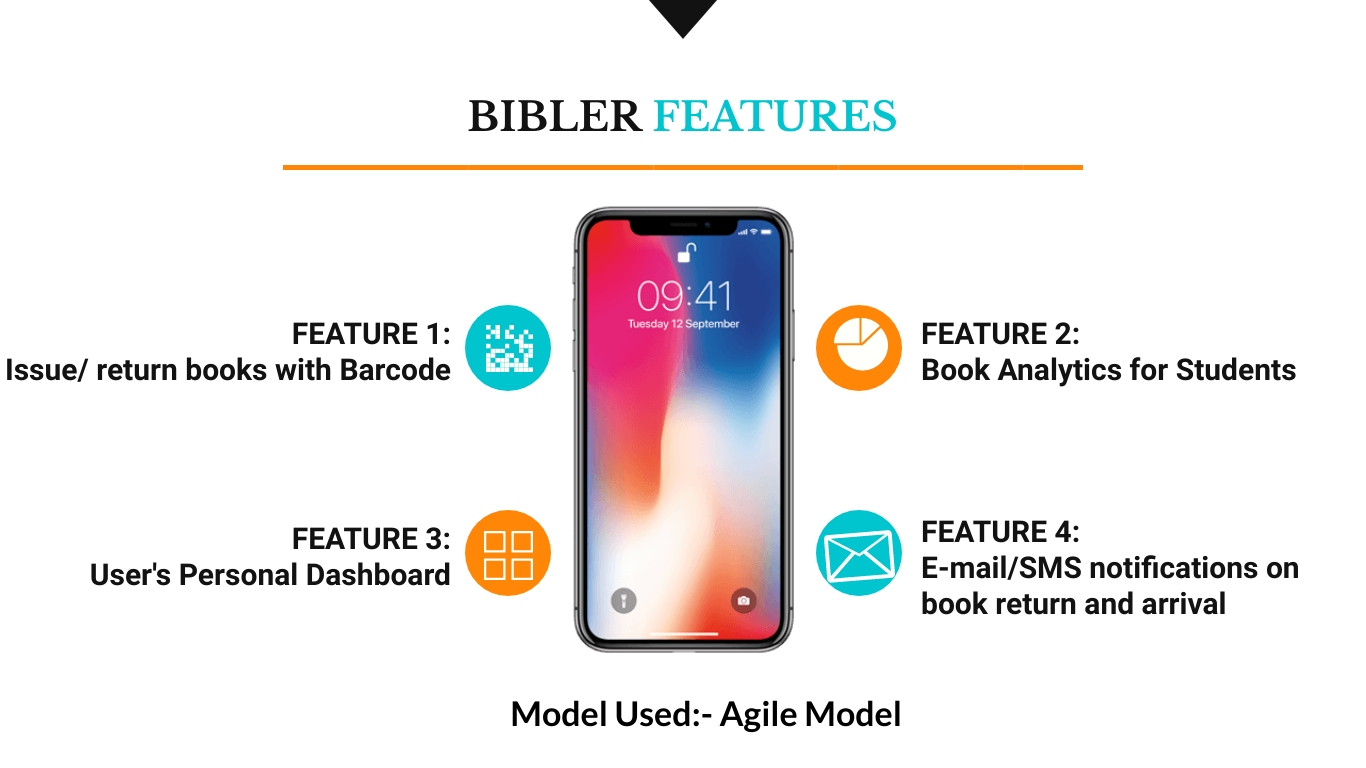 BIBLER FEATURES
09:41
Tuesday 12 September
FEATURE 1:
Issue/ return books with Barcode
FEATURE 2:
Book Analytics for Students
FEATURE 3:
User's Personal Dashboard
FEATURE 4:
E-mail/SMS notifications on
book return and arrival
Model Used:- Agile Model